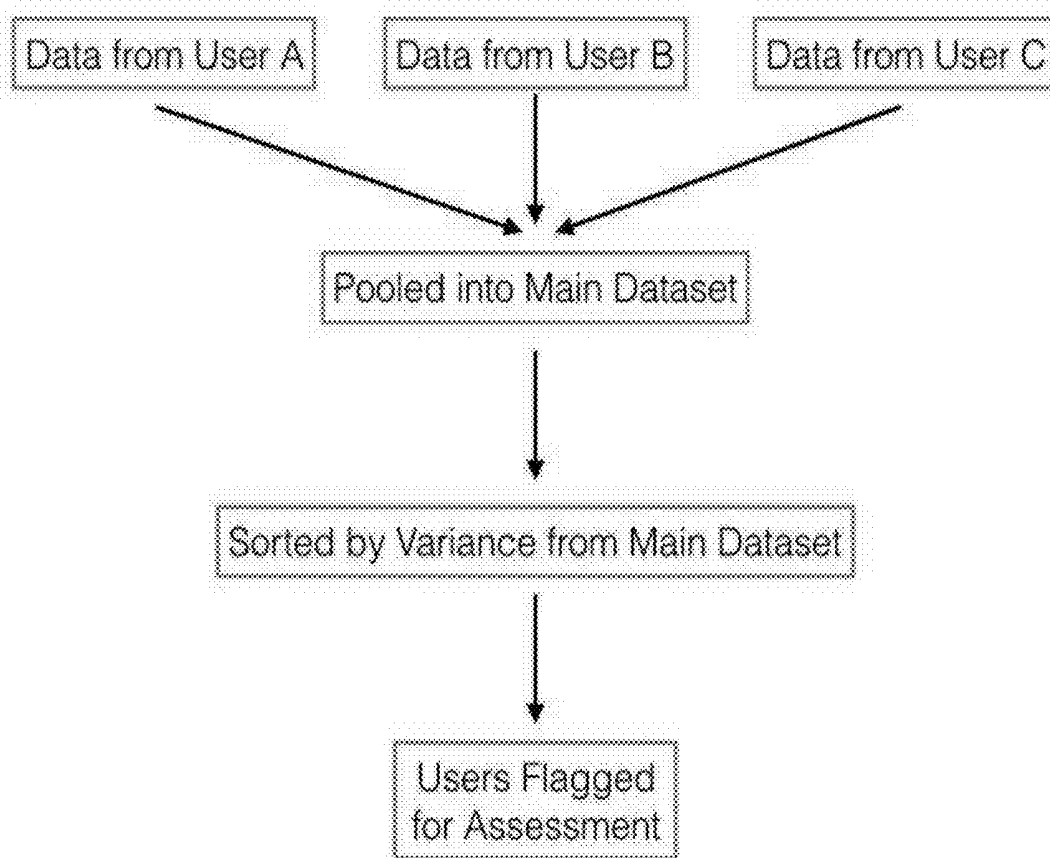 Data from User A
Data from User B
Data from User C
Pooled into Main Dataset
Sorted by Variance from Main Dataset
Users Flagged
for Assessment